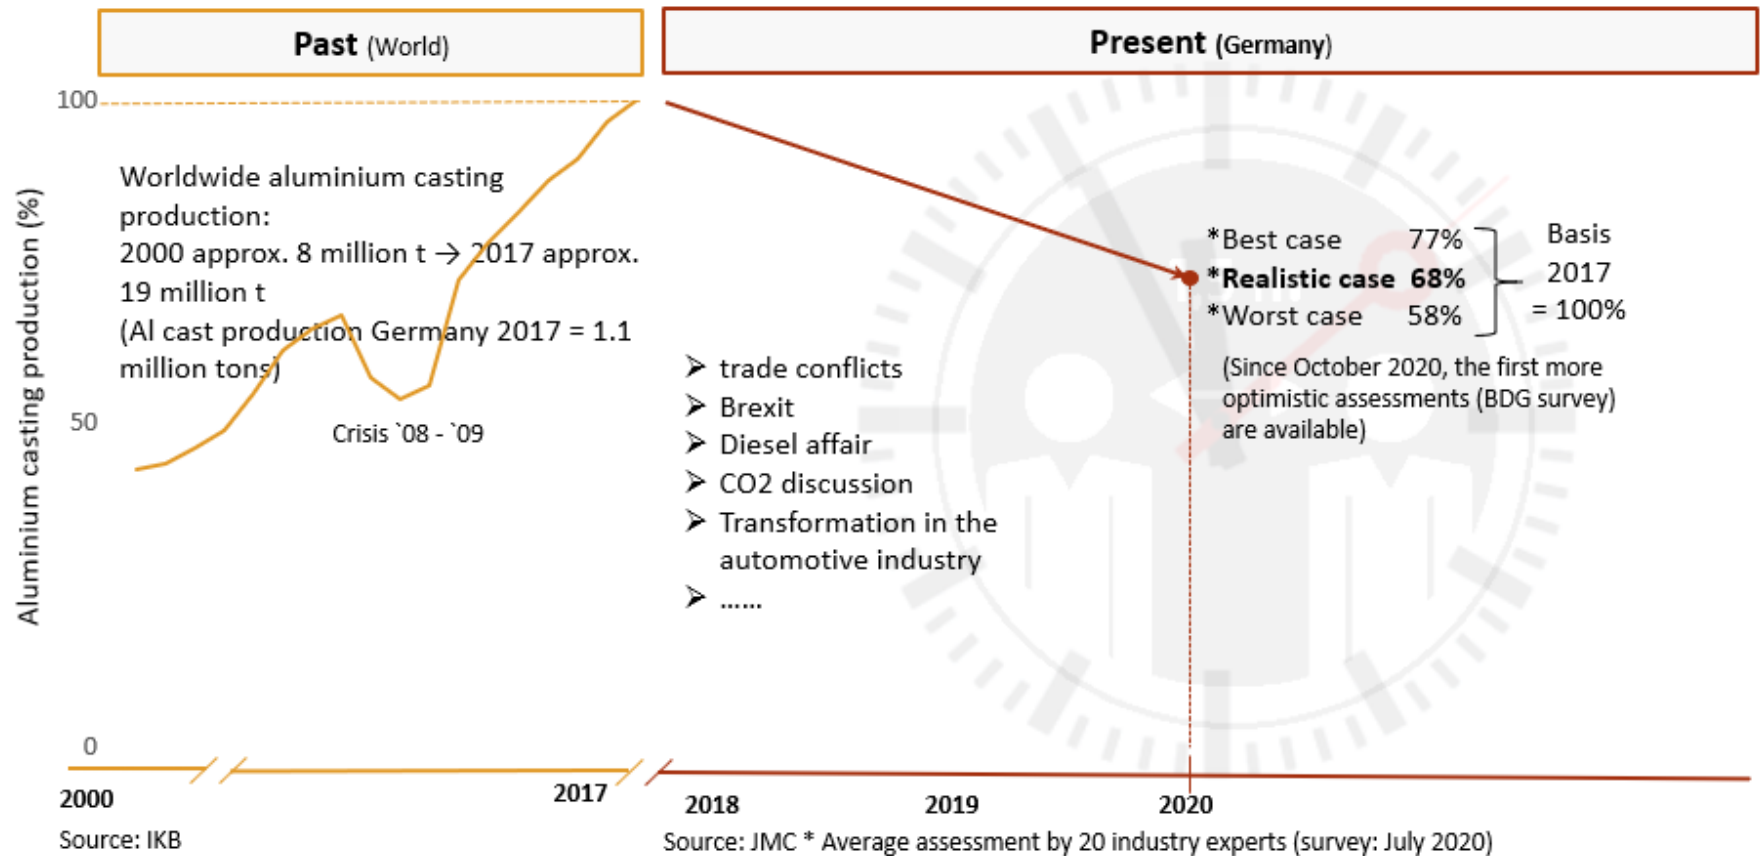 Past (World)
Present (Germany)
Aluminium casting production (%)
100
50
0
Worldwide aluminium casting
production:
2000 approx. 8 million t → 2017 approx.
19 million t
(Al cast production Germany 2017 = 1.1
million tons)
Crisis `08 - `09
➢ trade conflicts
➢ Brexit
➢ Diesel affair
➢ CO2 discussion
➢ Transformation in the
automotive industry
➢ ......
*Best case 77%
*Realistic case 68%
*Worst case 58%
Basis
2017
= 100%
(Since October 2020, the first more
optimistic assessments (BDG survey)
are available)
2000
2017
2018
2019
2020
Source: IKB
Source: JMC * Average assessment by 20 industry experts (survey: July 2020)